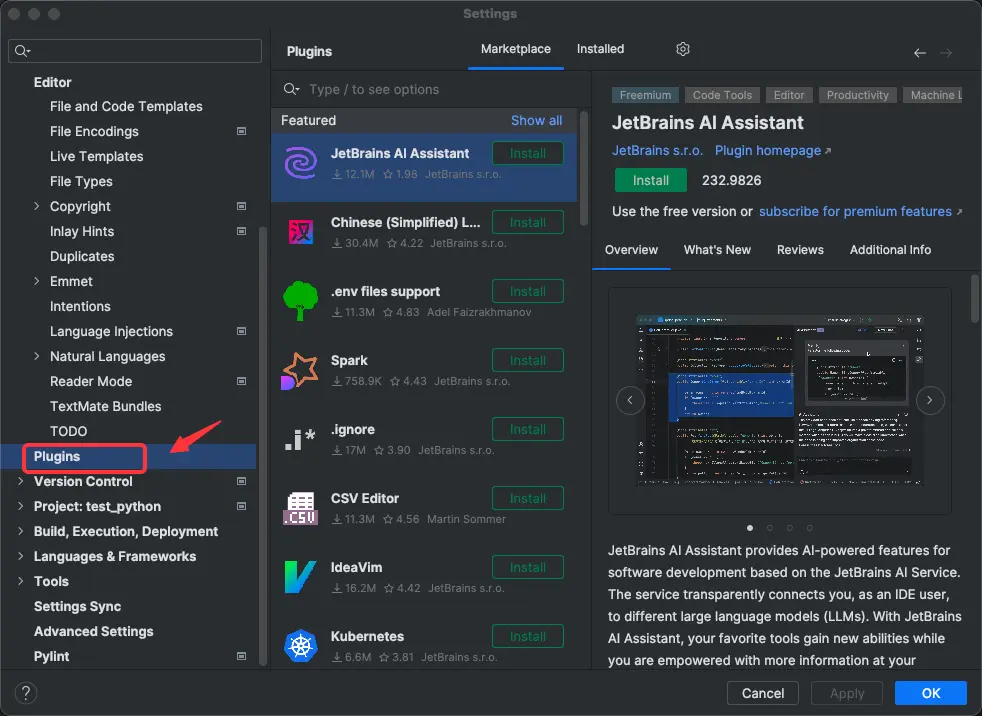 Settings
Editor
File and Code Templates
File Encodings
Live Templates
File Types
Copyright
Inlay Hints
Duplicates
Emmet
Intentions
Language Injections
Natural Languages
Reader Mode
TextMate Bundles
TODO
Plugins
Version Control
Project: test_python
Build, Execution, Deployment
Languages & Frameworks
Tools
Settings Sync
Advanced Settings
Pylint
Plugins
Marketplace Installed
Type / to see options
Featured Show all
JetBrains AI Assistant Install
12.1M 1.98 JetBrains s.r.o.
汉
Chinese (Simplified) L... Install
30.4M 4.22 JetBrains s.r.o.
.env files support Install
11.3M 4.83 Adel Faizrakhmanov
Spark Install
758.9K 4.43 JetBrains s.r.o.
.i*
.ignore Install
17M 3.90 JetBrains s.r.o.
.CSV
CSV Editor Install
11.3M 4.56 Martin Sommer
IdeaVim Install
16.2M 4.42 JetBrains s.r.o.
Kubernetes Install
6.6M 3.81 JetBrains s.r.o.
Freemium Code Tools Editor Productivity Machine L
JetBrains AI Assistant
JetBrains s.r.o. Plugin homepage ↗
Install 232.9826
Use the free version or subscribe for premium features ↗
Overview What's New Reviews Additional Info
JetBrains AI Assistant provides AI-powered features for
software development based on the JetBrains AI Service.
The service transparently connects you, as an IDE user,
to different large language models (LLMs). With JetBrains
AI Assistant, your favorite tools gain new abilities while
you are empowered with more information at your
?
Cancel Apply OK